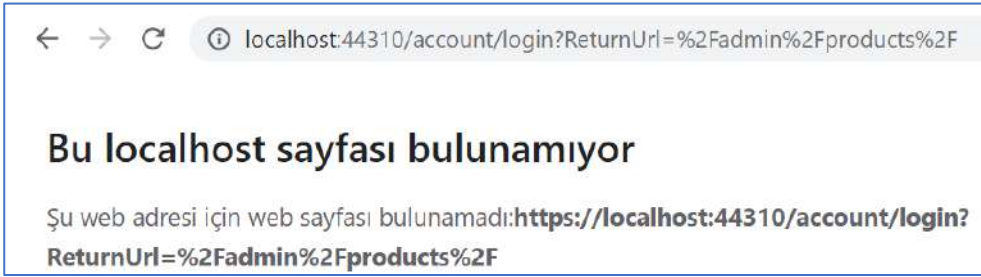 localhost:44310/account/login?ReturnUrl=%2Fadmin%2Fproducts%2F
Bu localhost sayfası bulunamıyor
Şu web adresi için web sayfası bulunamadı:https://localhost:44310/account/login?
ReturnUrl=%2Fadmin%2Fproducts%2F